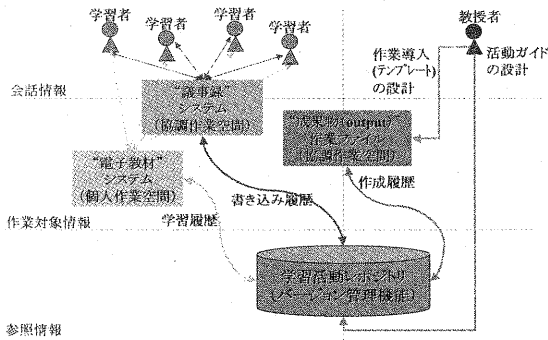 学習者
学習者
学習者
学習者
教授者
作業導入
(テンプレート)
の設計
活動ガイド
の設計
会話情報
"議事録"
システム
(協調作業空間)
"成果物(output)"
作業ファイル
(協調作業空間)
"電子教材"
システム
(個人作業空間)
作成履歴
書き込み履歴
作業対象情報
学習履歴
学習活動レポジトリ
(バージョン管理機能)
参照情報